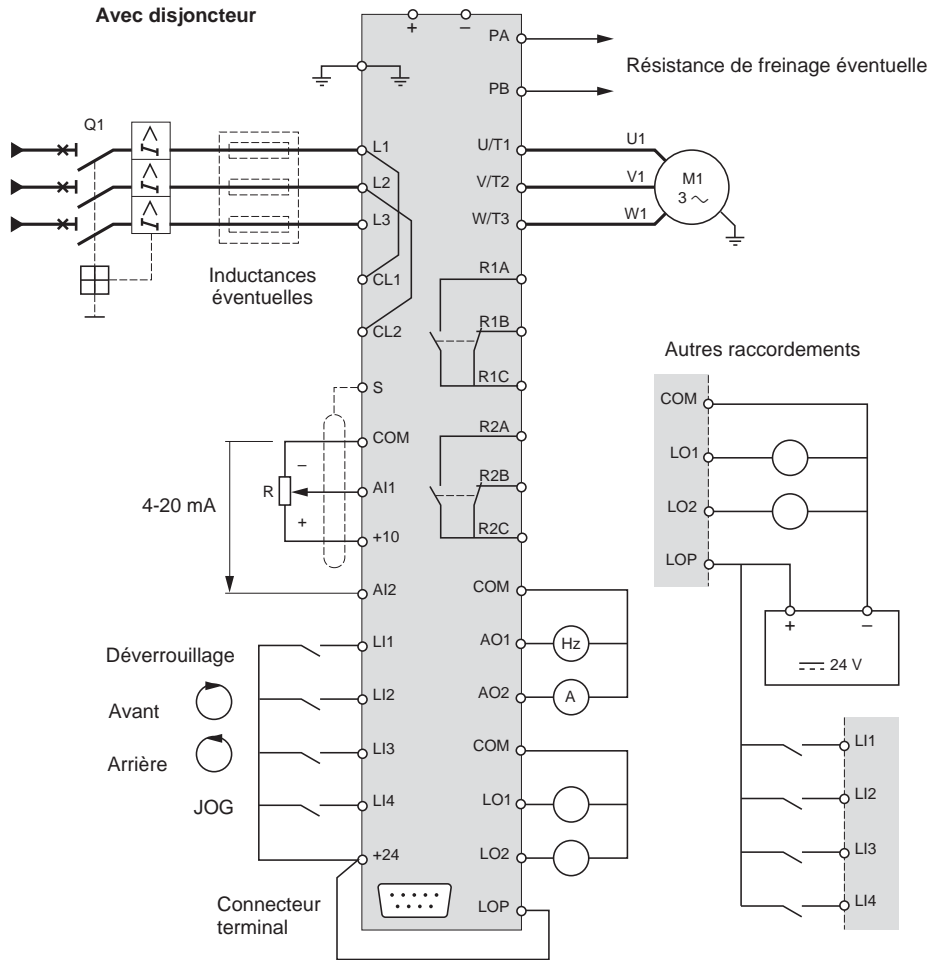 Avec disjoncteur
+ –
PA
Résistance de freinage éventuelle
PB
Q1
L1
U/T1
U1
L2
V/T2
V1
M1
3 ~
L3
W/T3
W1
Inductances
éventuelles
CL1
R1A
CL2
R1B
R1C
Autres raccordements
S
COM
COM
R2A
–
LO1
R
AI1
R2B
4-20 mA
LO2
+
+10
R2C
LOP
AI2
COM
+ –
24 V
Déverrouillage
LI1
AO1
Hz
Avant
LI2
AO2
A
Arrière
LI3
COM
LI1
JOG
LI4
LO1
LI2
+24
LO2
LI3
Connecteur
terminal
LOP
LI4